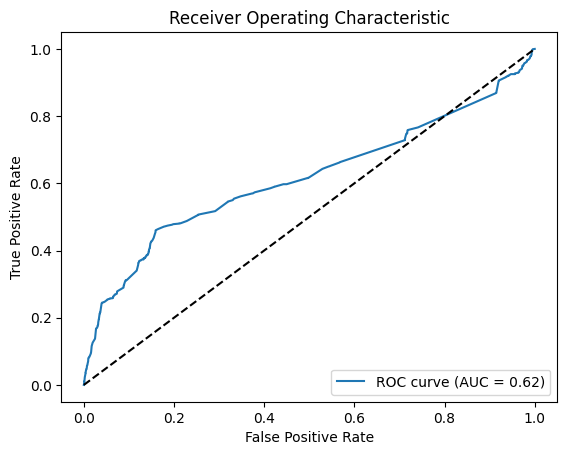 Receiver Operating Characteristic
True Positive Rate
1.0
0.8
0.6
0.4
0.2
0.0
ROC curve (AUC = 0.62)
0.0 0.2 0.4 0.6 0.8 1.0
False Positive Rate